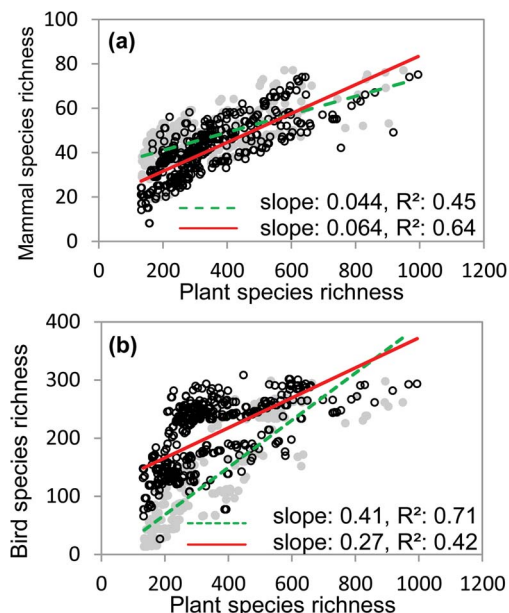 (a)
Mammal species richness
100
80
60
40
20
0
slope: 0.044, R²: 0.45
slope: 0.064, R²: 0.64
0 200 400 600 800 1000 1200
Plant species richness
(b)
Bird species richness
400
300
200
100
0
slope: 0.41, R²: 0.71
slope: 0.27, R²: 0.42
0 200 400 600 800 1000 1200
Plant species richness